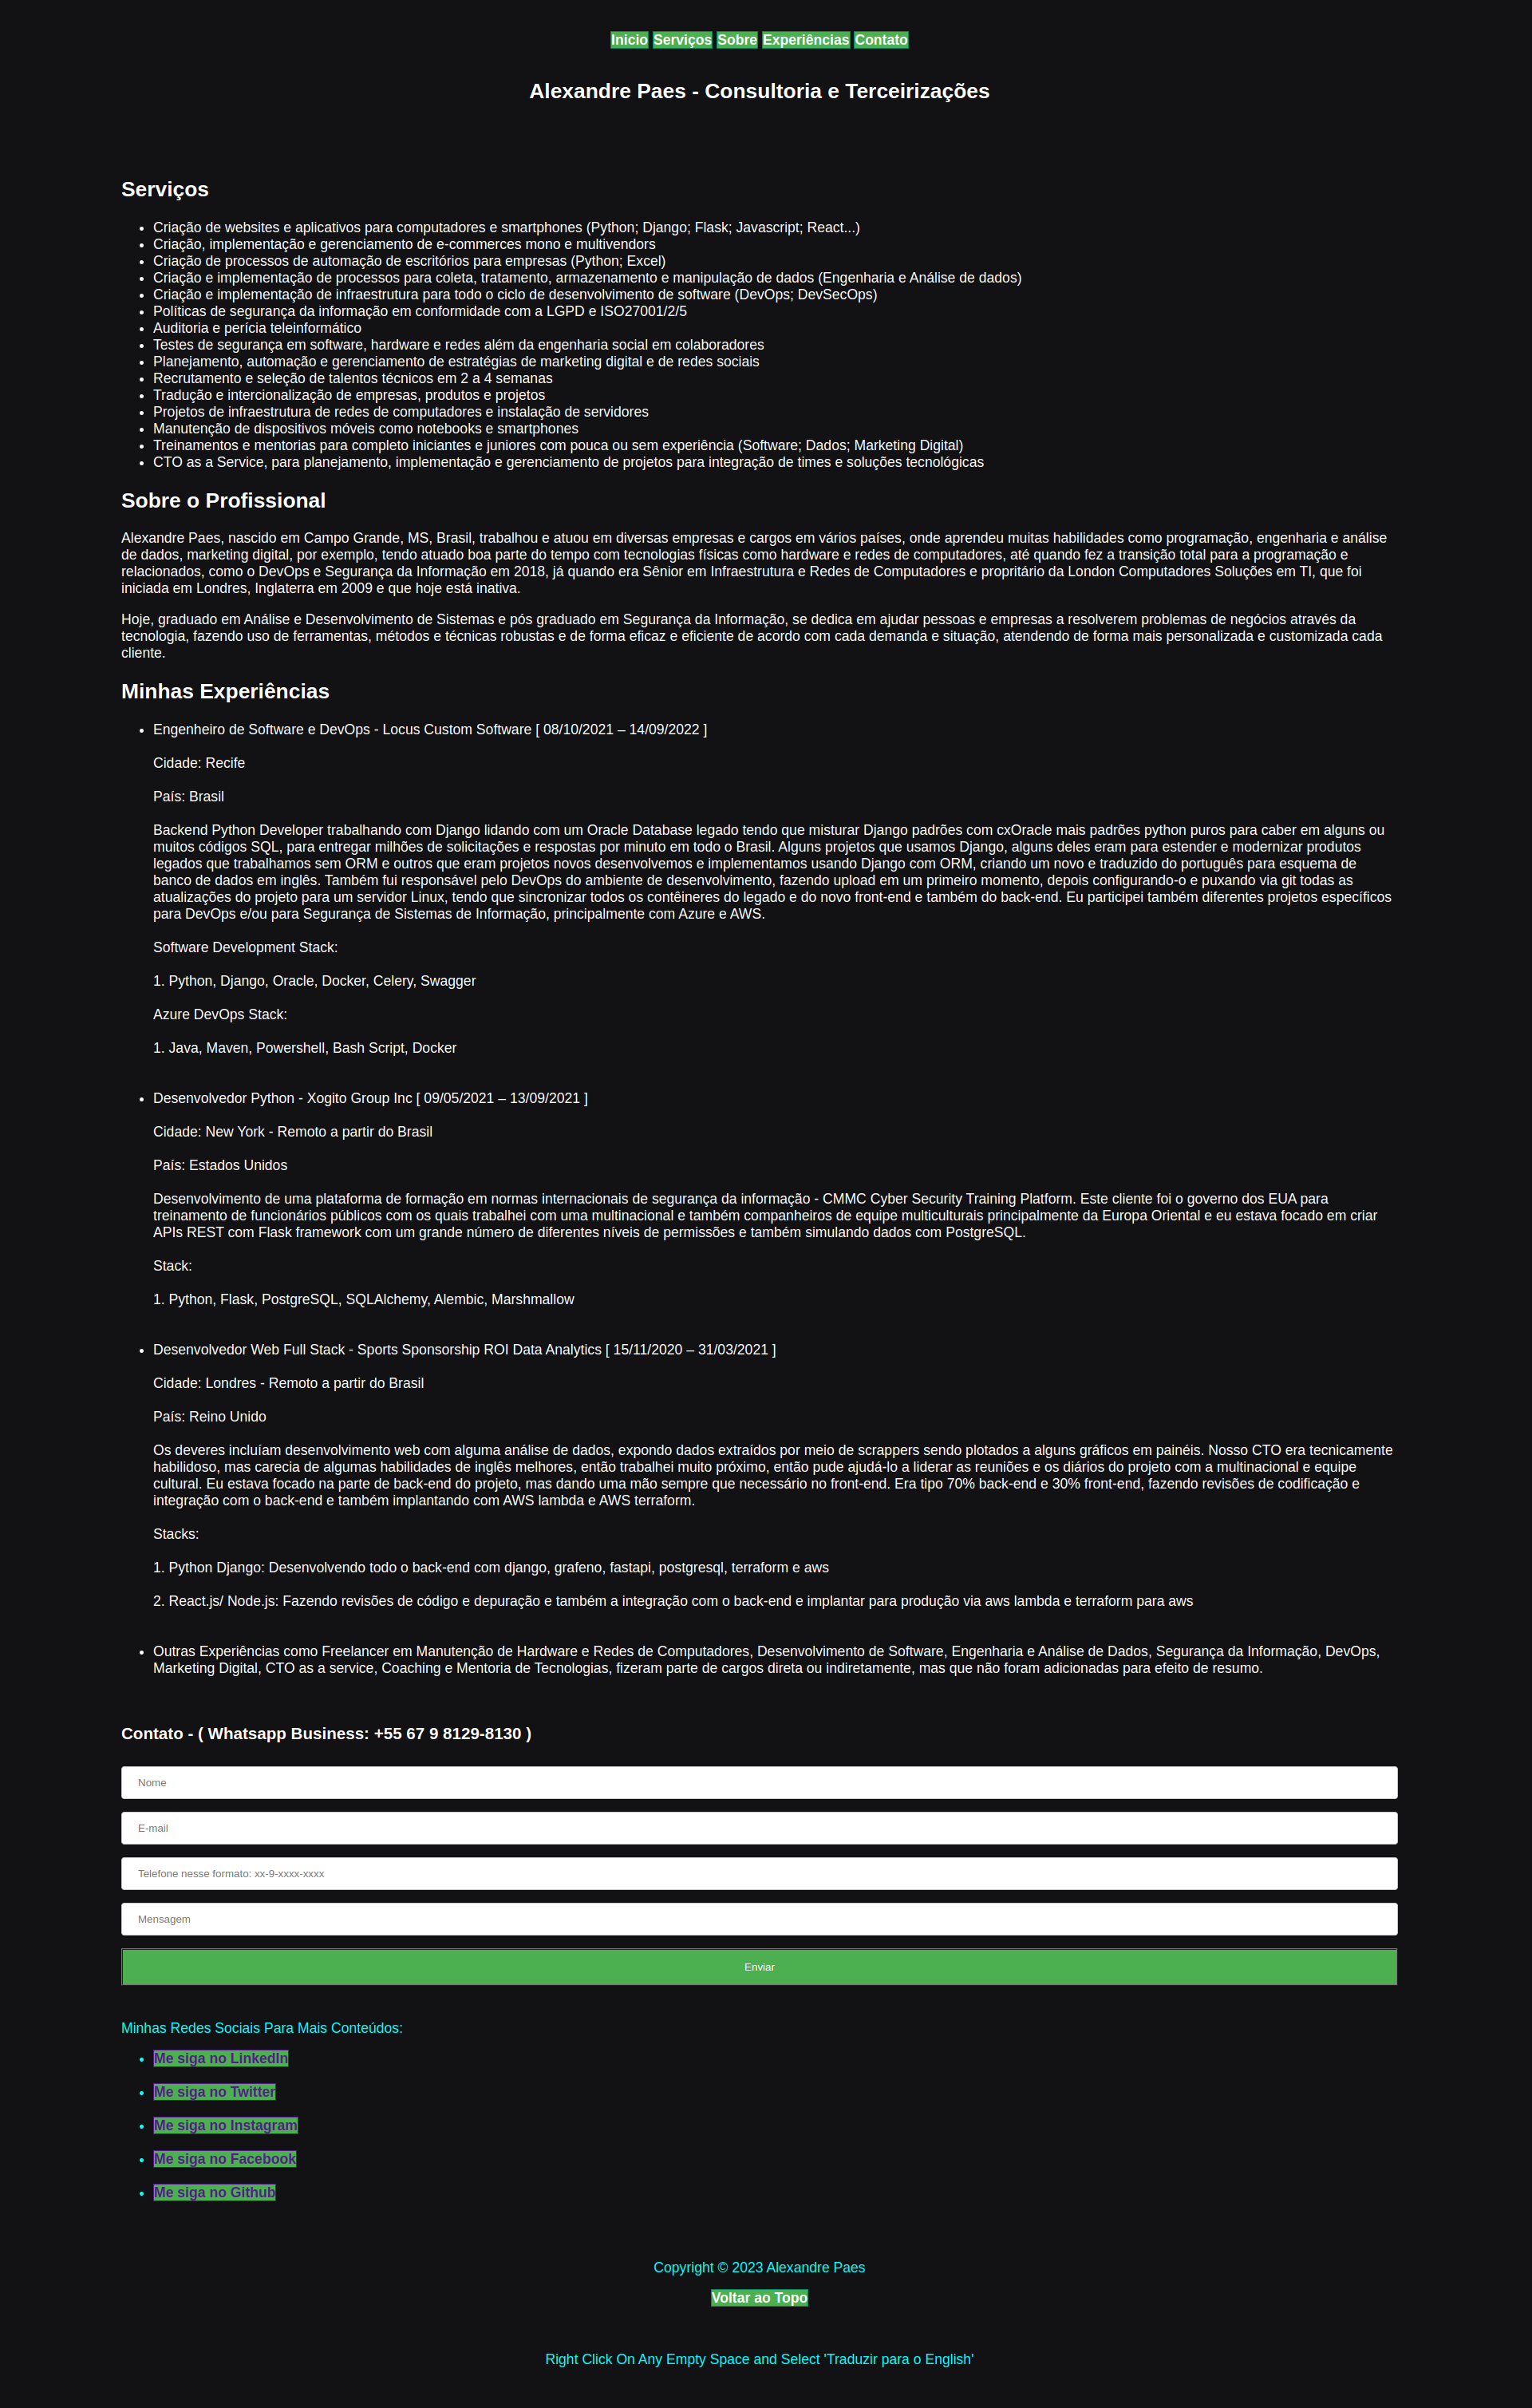 Inicio Serviços Sobre Experiências Contato
Alexandre Paes - Consultoria e Terceirizações
Serviços
• Criação de websites e aplicativos para computadores e smartphones (Python; Django; Flask; Javascript; React...)
• Criação, implementação e gerenciamento de e-commerces mono e multivendors
• Criação de processos de automação de escritórios para empresas (Python; Excel)
• Criação e implementação de processos para coleta, tratamento, armazenamento e manipulação de dados (Engenharia e Análise de dados)
• Criação e implementação de infraestrutura para todo o ciclo de desenvolvimento de software (DevOps; DevSecOps)
• Políticas de segurança da informação em conformidade com a LGPD e ISO27001/2/5
• Auditoria e perícia teleinformático
• Testes de segurança em software, hardware e redes além da engenharia social em colaboradores
• Planejamento, automação e gerenciamento de estratégias de marketing digital e de redes sociais
• Recrutamento e seleção de talentos técnicos em 2 a 4 semanas
• Tradução e intercionalização de empresas, produtos e projetos
• Projetos de infraestrutura de redes de computadores e instalação de servidores
• Manutenção de dispositivos móveis como notebooks e smartphones
• Treinamentos e mentorias para completo iniciantes e juniores com pouca ou sem experiência (Software; Dados; Marketing Digital)
• CTO as a Service, para planejamento, implementação e gerenciamento de projetos para integração de times e soluções tecnológicas
Sobre o Profissional
Alexandre Paes, nascido em Campo Grande, MS, Brasil, trabalhou e atuou em diversas empresas e cargos em vários países, onde aprendeu muitas habilidades como programação, engenharia e análise
de dados, marketing digital, por exemplo, tendo atuado boa parte do tempo com tecnologias físicas como hardware e redes de computadores, até quando fez a transição total para a programação e
relacionados, como o DevOps e Segurança da Informação em 2018, já quando era Sênior em Infraestrutura e Redes de Computadores e propritário da London Computadores Soluções em TI, que foi
iniciada em Londres, Inglaterra em 2009 e que hoje está inativa.
Hoje, graduado em Análise e Desenvolvimento de Sistemas e pós graduado em Segurança da Informação, se dedica em ajudar pessoas e empresas a resolverem problemas de negócios através da
tecnologia, fazendo uso de ferramentas, métodos e técnicas robustas e de forma eficaz e eficiente de acordo com cada demanda e situação, atendendo de forma mais personalizada e customizada cada
cliente.
Minhas Experiências
• Engenheiro de Software e DevOps - Locus Custom Software [ 08/10/2021 – 14/09/2022 ]
Cidade: Recife
País: Brasil
Backend Python Developer trabalhando com Django lidando com um Oracle Database legado tendo que misturar Django padrões com cxOracle mais padrões python puros para caber em alguns ou
muitos códigos SQL, para entregar milhões de solicitações e respostas por minuto em todo o Brasil. Alguns projetos que usamos Django, alguns deles eram para estender e modernizar produtos
legados que trabalhamos sem ORM e outros que eram projetos novos desenvolvemos e implementamos usando Django com ORM, criando um novo e traduzido do português para esquema de
banco de dados em inglês. Também fui responsável pelo DevOps do ambiente de desenvolvimento, fazendo upload em um primeiro momento, depois configurando-o e puxando via git todas as
atualizações do projeto para um servidor Linux, tendo que sincronizar todos os contêineres do legado e do novo front-end e também do back-end. Eu participei também diferentes projetos específicos
para DevOps e/ou para Segurança de Sistemas de Informação, principalmente com Azure e AWS.
Software Development Stack:
1. Python, Django, Oracle, Docker, Celery, Swagger
Azure DevOps Stack:
1. Java, Maven, Powershell, Bash Script, Docker
• Desenvolvedor Python - Xogito Group Inc [ 09/05/2021 – 13/09/2021 ]
Cidade: New York - Remoto a partir do Brasil
País: Estados Unidos
Desenvolvimento de uma plataforma de formação em normas internacionais de segurança da informação - CMMC Cyber Security Training Platform. Este cliente foi o governo dos EUA para
treinamento de funcionários públicos com os quais trabalhei com uma multinacional e também companheiros de equipe multiculturais principalmente da Europa Oriental e eu estava focado em criar
APIs REST com Flask framework com um grande número de diferentes níveis de permissões e também simulando dados com PostgreSQL.
Stack:
1. Python, Flask, PostgreSQL, SQLAlchemy, Alembic, Marshmallow
• Desenvolvedor Web Full Stack - Sports Sponsorship ROI Data Analytics [ 15/11/2020 – 31/03/2021 ]
Cidade: Londres - Remoto a partir do Brasil
País: Reino Unido
Os deveres incluíam desenvolvimento web com alguma análise de dados, expondo dados extraídos por meio de scrappers sendo plotados a alguns gráficos em painéis. Nosso CTO era tecnicamente
habilidoso, mas carecia de algumas habilidades de inglês melhores, então trabalhei muito próximo, então pude ajudá-lo a liderar as reuniões e os diários do projeto com a multinacional e equipe
cultural. Eu estava focado na parte de back-end do projeto, mas dando uma mão sempre que necessário no front-end. Era tipo 70% back-end e 30% front-end, fazendo revisões de codificação e
integração com o back-end e também implantando com AWS lambda e AWS terraform.
Stacks:
1. Python Django: Desenvolvendo todo o back-end com django, grafeno, fastapi, postgresql, terraform e aws
2. React.js/ Node.js: Fazendo revisões de código e depuração e também a integração com o back-end e implantar para produção via aws lambda e terraform para aws
• Outras Experiências como Freelancer em Manutenção de Hardware e Redes de Computadores, Desenvolvimento de Software, Engenharia e Análise de Dados, Segurança da Informação, DevOps,
Marketing Digital, CTO as a service, Coaching e Mentoria de Tecnologias, fizeram parte de cargos direta ou indiretamente, mas que não foram adicionadas para efeito de resumo.
Contato - ( Whatsapp Business: +55 67 9 8129-8130 )
Nome
E-mail
Telefone nesse formato: xx-9-xxxx-xxxx
Mensagem
Enviar
Minhas Redes Sociais Para Mais Conteúdos:
• Me siga no LinkedIn
• Me siga no Twitter
• Me siga no Instagram
• Me siga no Facebook
• Me siga no Github
Copyright © 2023 Alexandre Paes
Voltar ao Topo
Right Click On Any Empty Space and Select 'Traduzir para o English'